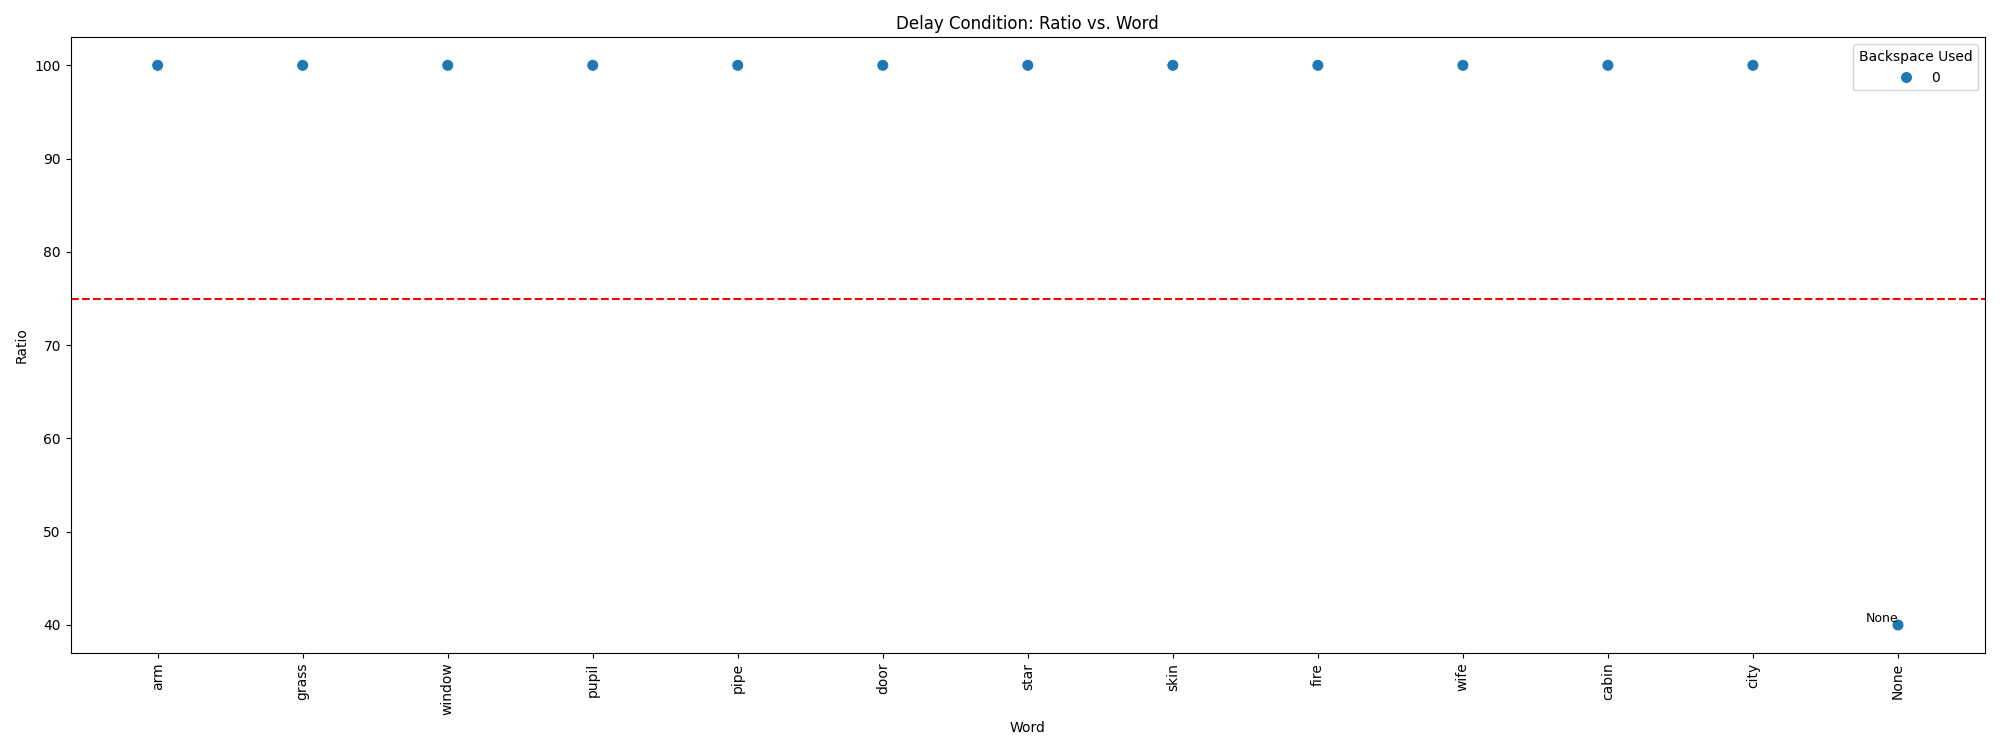 Delay Condition: Ratio vs. Word
Backspace Used
0
100
90
80
70
60
50
40
Ratio
None
arm
grass
window
pupil
pipe
door
star
skin
fire
wife
cabin
city
None
Word